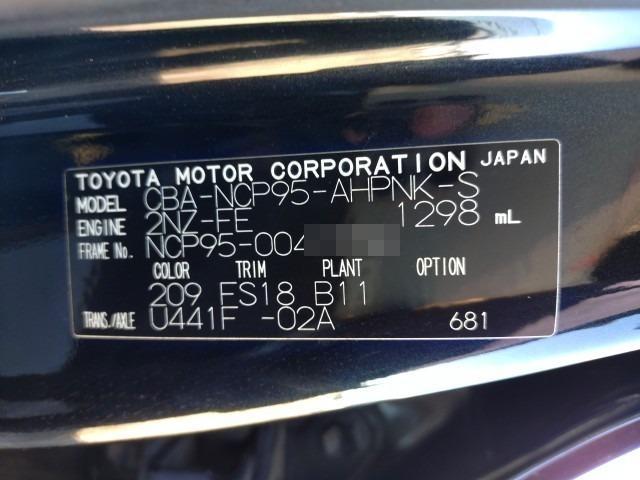 TOYOTA MOTOR CORPORATION JAPAN
MODEL CBA-NCP95-AHPNK-S
ENGINE 2NZ-FE 1298 mL
FRAME No. NCP95-004
COLOR TRIM PLANT OPTION
209 FS18 B11
TRANS./AXLE U441F -02A 681